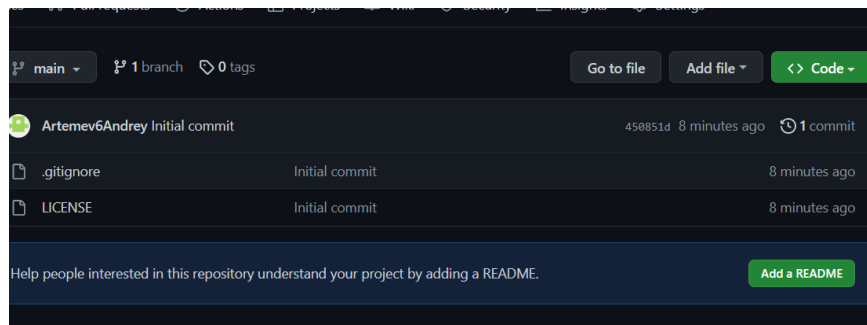 main 1 branch 0 tags Go to file Add file <> Code
Artemev6Andrey Initial commit 450851d 8 minutes ago 1 commit
.gitignore Initial commit 8 minutes ago
LICENSE Initial commit 8 minutes ago
Help people interested in this repository understand your project by adding a README. Add a README